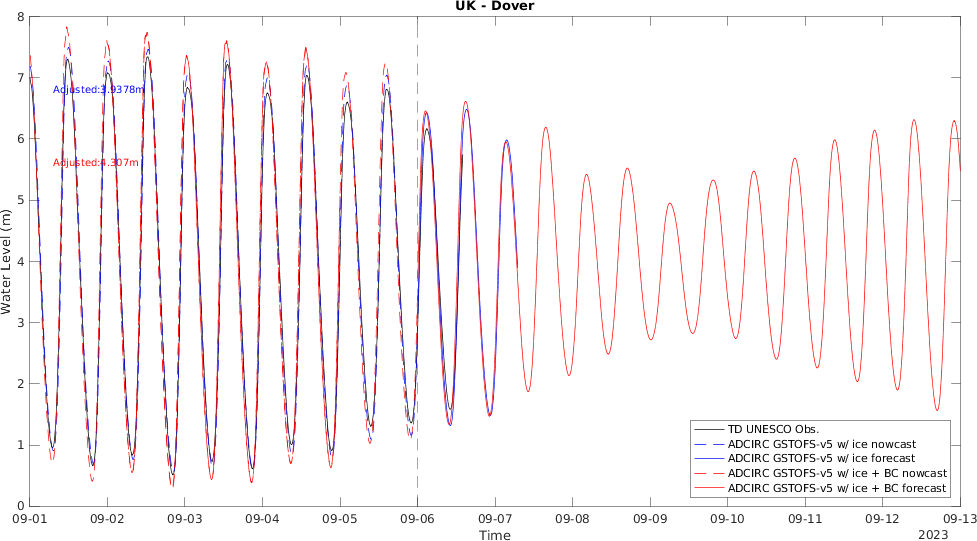 UK - Dover
8
7
6
5
4
3
2
1
0
Water Level (m)
Adjusted:3.9378m
Adjusted:4.307m
TD UNESCO Obs.
ADCIRC GSTOFS-v5 w/ ice nowcast
ADCIRC GSTOFS-v5 w/ ice forecast
ADCIRC GSTOFS-v5 w/ ice + BC nowcast
ADCIRC GSTOFS-v5 w/ ice + BC forecast
09-01 09-02 09-03 09-04 09-05 09-06 09-07 09-08 09-09 09-10 09-11 09-12 09-13
Time
2023